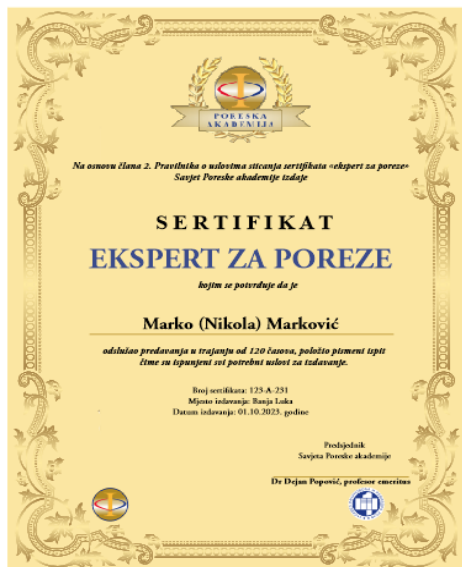 PORESKA
AKADEMIJA
Na osnovu člana 2. Pravilnika o uslovima sticanja sertifikata «ekspert za poreze»
Savjet Poreske akademije izdaje
SERTIFIKAT
EKSPERT ZA POREZE
kojim se potvrđuje da je
Marko (Nikola) Marković
odslušao predavanja u trajanju od 120 časova, položio pismeni ispit
čime su ispunjeni svi potrebni uslovi za izdavanje.
Broj sertifikata: 123-A-231
Mjesto izdavanja: Banja Luka
Datum izdavanja: 01.10.2023. godine
Predsjednik
Savjeta Poreske akademije
Dr Dejan Popović, profesor emeritus